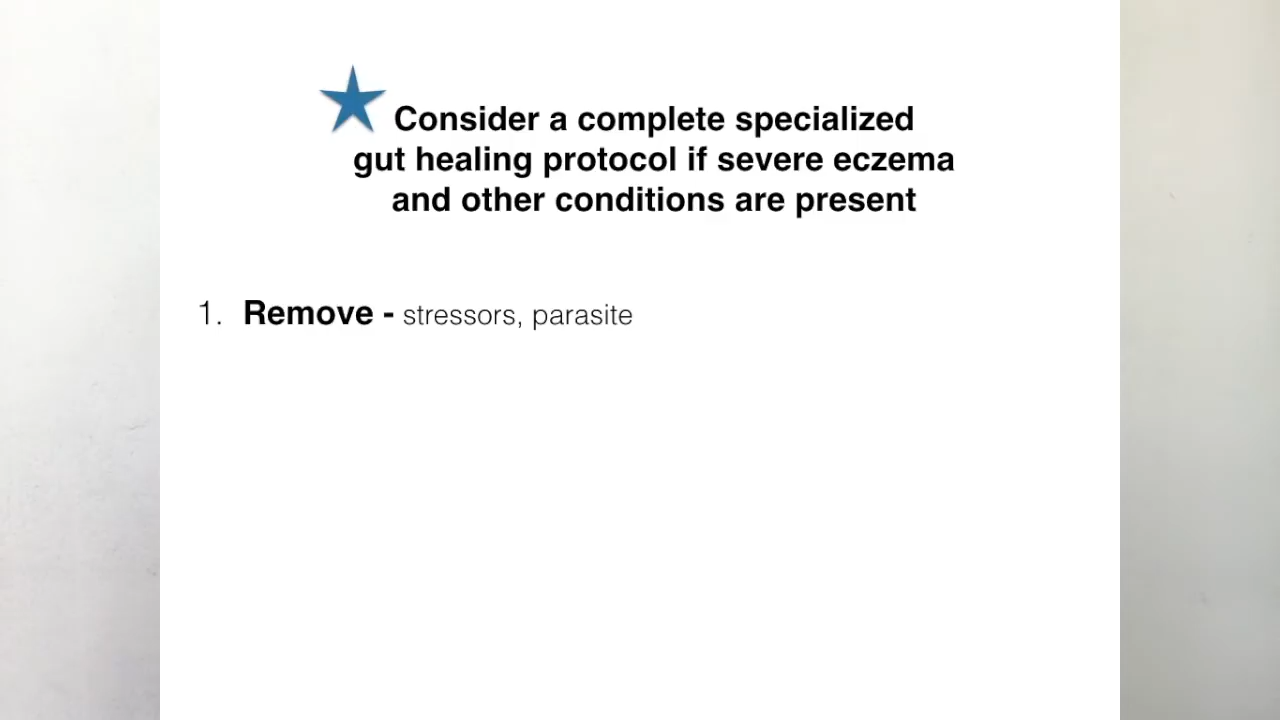 Consider a complete specialized
gut healing protocol if severe eczema
and other conditions are present
1. Remove - stressors, parasite